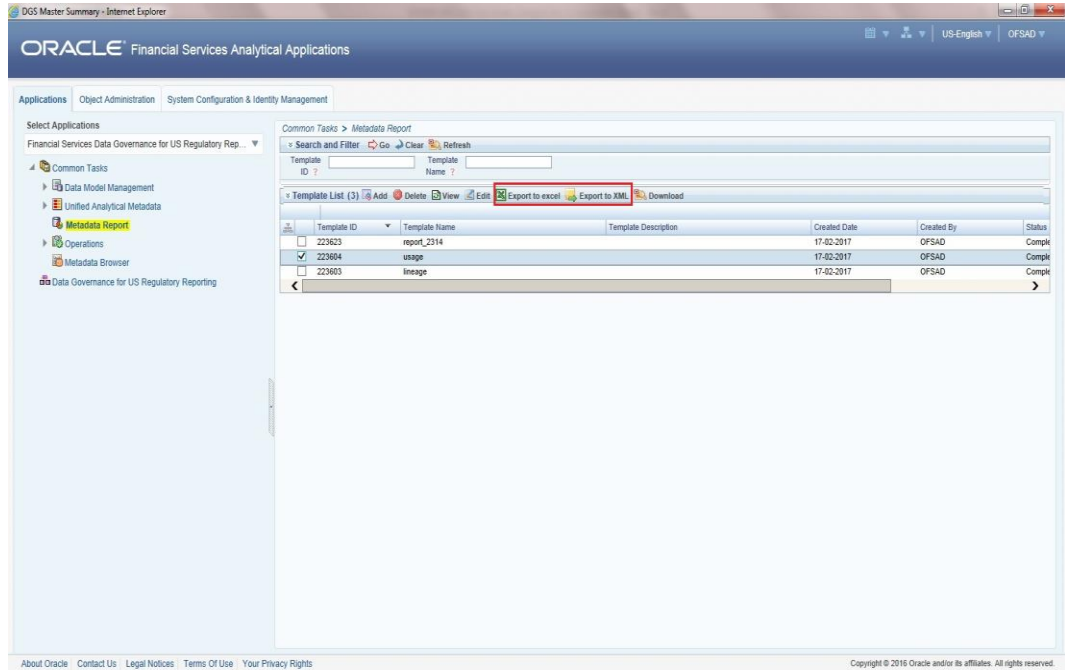 DGS Master Summary - Internet Explorer
ORACLE Financial Services Analytical Applications
US-English OFSAD
Applications Object Administration System Configuration & Identity Management
Select Applications
Financial Services Data Governance for US Regulatory Rep...
Common Tasks
Data Model Management
Unified Analytical Metadata
Metadata Report
Operations
Metadata Browser
Data Governance for US Regulatory Reporting
Common Tasks > Metadata Report
Search and Filter Go Clear Refresh
Template ID ? Template Name ?
Template List (3) Add Delete View Edit Export to excel Export to XML Download
Template ID Template Name Template Description Created Date Created By Status
223623 report_2314 17-02-2017 OFSAD Comple
223604 usage 17-02-2017 OFSAD Comple
223603 lineage 17-02-2017 OFSAD Comple
About Oracle Contact Us Legal Notices Terms Of Use Your Privacy Rights Copyright © 2016 Oracle and/or its affiliates. All rights reserved.